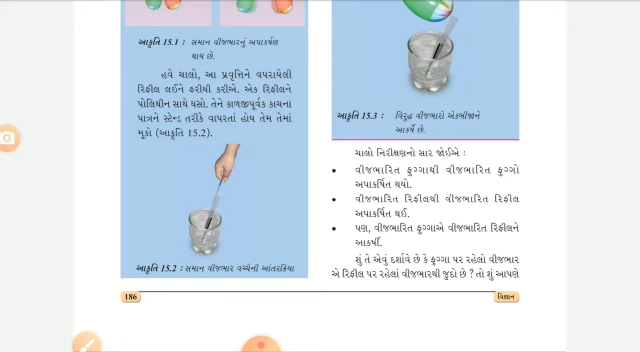 આકૃતિ 15.1 : સમાન વીજભારનું અપાકર્ષણ
થાય છે.
હવે ચાલો, આ પ્રવૃત્તિને વપરાયેલી
રિફીલ લઈને ફરીથી કરીએ. એક રિફીલને
પોલિથીન સાથે ઘસો. તેને કાળજીપૂર્વક કાચના
પાત્રને સ્ટેન્ડ તરીકે વાપરતાં હોય તેમ તેમાં
મૂકો (આકૃતિ 15.2).
આકૃતિ 15.2 : સમાન વીજભાર વચ્ચેની આંતરક્રિયા
આકૃતિ 15.3 : વિરુદ્ધ વીજભારો એકબીજાને
આકર્ષે છે.
ચાલો નિરીક્ષણનો સાર જોઈએ :
• વીજભારિત ફુગ્ગાથી વીજભારિત ફુગ્ગો
અપાકર્ષિત થયો.
• વીજભારિત રિફીલથી વીજભારિત રિફીલ
અપાકર્ષિત થઈ.
• પણ, વીજભારિત ફુગ્ગાએ વીજભારિત રિફીલને
આકર્ષી.
શું તે એવું દર્શાવે છે કે ફુગ્ગા પર રહેલો વીજભાર
એ રિફીલ પર રહેલાં વીજભારથી જુદો છે ? તો શું આપણે
186
વિજ્ઞાન